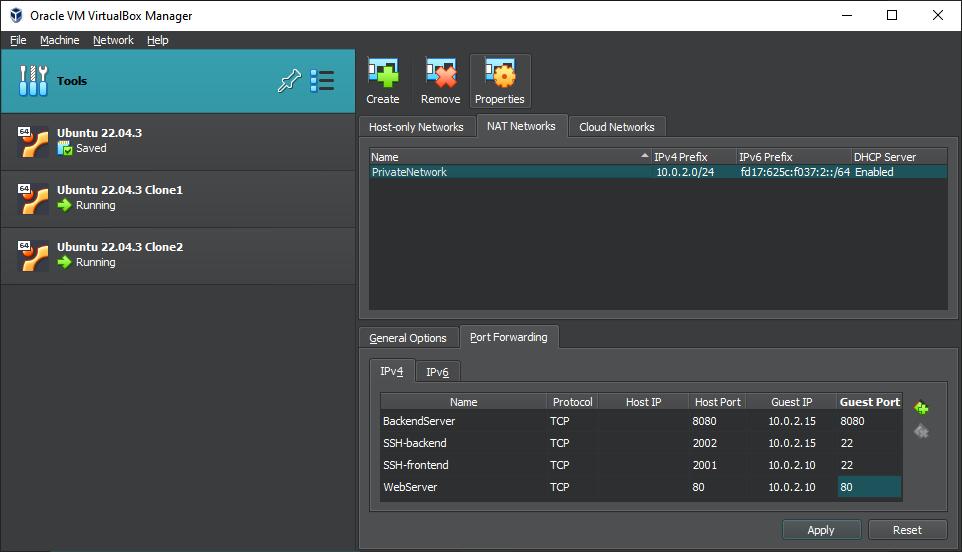 Oracle VM VirtualBox Manager
File Machine Network Help
Tools
64
Ubuntu 22.04.3
Saved
64
Ubuntu 22.04.3 Clone1
Running
64
Ubuntu 22.04.3 Clone2
Running
Create Remove Properties
Host-only Networks NAT Networks Cloud Networks
Name IPv4 Prefix IPv6 Prefix DHCP Server
PrivateNetwork 10.0.2.0/24 fd17:625c:f037:2::/64 Enabled
General Options Port Forwarding
IPv4 IPv6
Name Protocol Host IP Host Port Guest IP Guest Port
BackendServer TCP 8080 10.0.2.15 8080
SSH-backend TCP 2002 10.0.2.15 22
SSH-frontend TCP 2001 10.0.2.10 22
WebServer TCP 80 10.0.2.10 80
Apply Reset